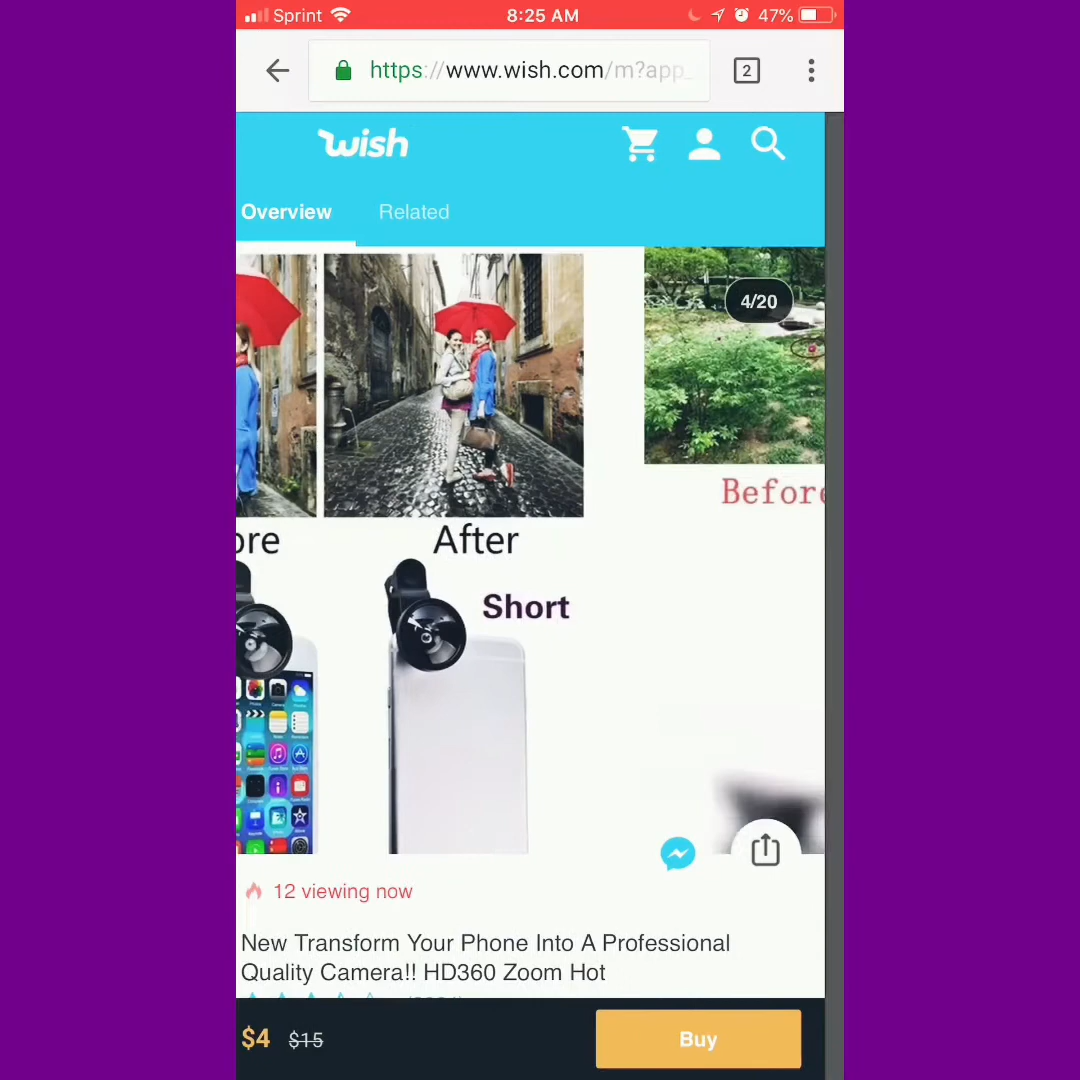 Sprint 8:25 AM 47%
https://www.wish.com/m?app_ 2
wish
Overview Related
4/20
Before
ore After
Short
12 viewing now
New Transform Your Phone Into A Professional
Quality Camera!! HD360 Zoom Hot
$4 $15 Buy